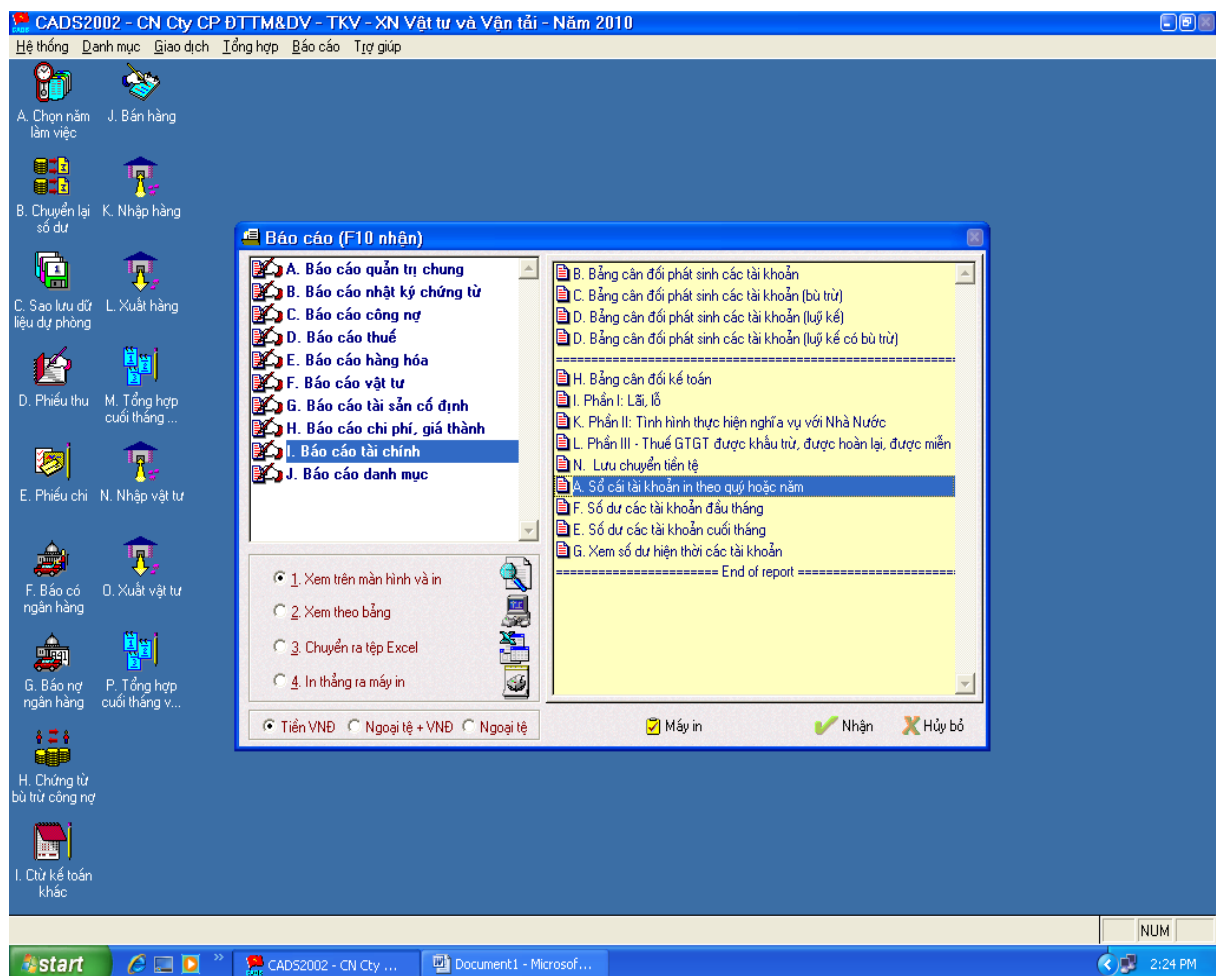 CADS2002 - CN Cty CP ĐTTM&DV - TKV - XN Vật tư và Vận tải - Năm 2010
Hệ thống Danh mục Giao dịch Tổng hợp Báo cáo Trợ giúp
A. Chọn năm
làm việc
J. Bán hàng
B. Chuyển lại
số dư
K. Nhập hàng
C. Sao lưu dữ
liệu dự phòng
L. Xuất hàng
D. Phiếu thu
M. Tổng hợp
cuối tháng ...
E. Phiếu chi
N. Nhập vật tư
F. Báo có
ngân hàng
O. Xuất vật tư
G. Báo nợ
ngân hàng
P. Tổng hợp
cuối tháng v...
H. Chứng từ
bù trừ công nợ
I. Ctừ kế toán
khác
Báo cáo (F10 nhận)
A. Báo cáo quản trị chung
B. Báo cáo nhật ký chứng từ
C. Báo cáo công nợ
D. Báo cáo thuế
E. Báo cáo hàng hóa
F. Báo cáo vật tư
G. Báo cáo tài sản cố định
H. Báo cáo chi phí, giá thành
I. Báo cáo tài chính
J. Báo cáo danh mục
1. Xem trên màn hình và in
2. Xem theo bảng
3. Chuyển ra tệp Excel
4. In thẳng ra máy in
Tiền VNĐ Ngoại tệ + VNĐ Ngoại tệ
B. Bảng cân đối phát sinh các tài khoản
C. Bảng cân đối phát sinh các tài khoản (bù trừ)
D. Bảng cân đối phát sinh các tài khoản (luỹ kế)
D. Bảng cân đối phát sinh các tài khoản (luỹ kế có bù trừ)
==================================================
H. Bảng cân đối kế toán
I. Phần I: Lãi, lỗ
K. Phần II: Tình hình thực hiện nghĩa vụ với Nhà Nước
L. Phần III - Thuế GTGT được khấu trừ, được hoàn lại, được miễn
N. Lưu chuyển tiền tệ
A. Sổ cái tài khoản in theo quý hoặc năm
F. Số dư các tài khoản đầu tháng
E. Số dư các tài khoản cuối tháng
G. Xem số dư hiện thời các tài khoản
==================== End of report ====================
Máy in Nhận Hủy bỏ
NUM
start CADS2002 - CN Cty ... Document1 - Microsof... 2:24 PM